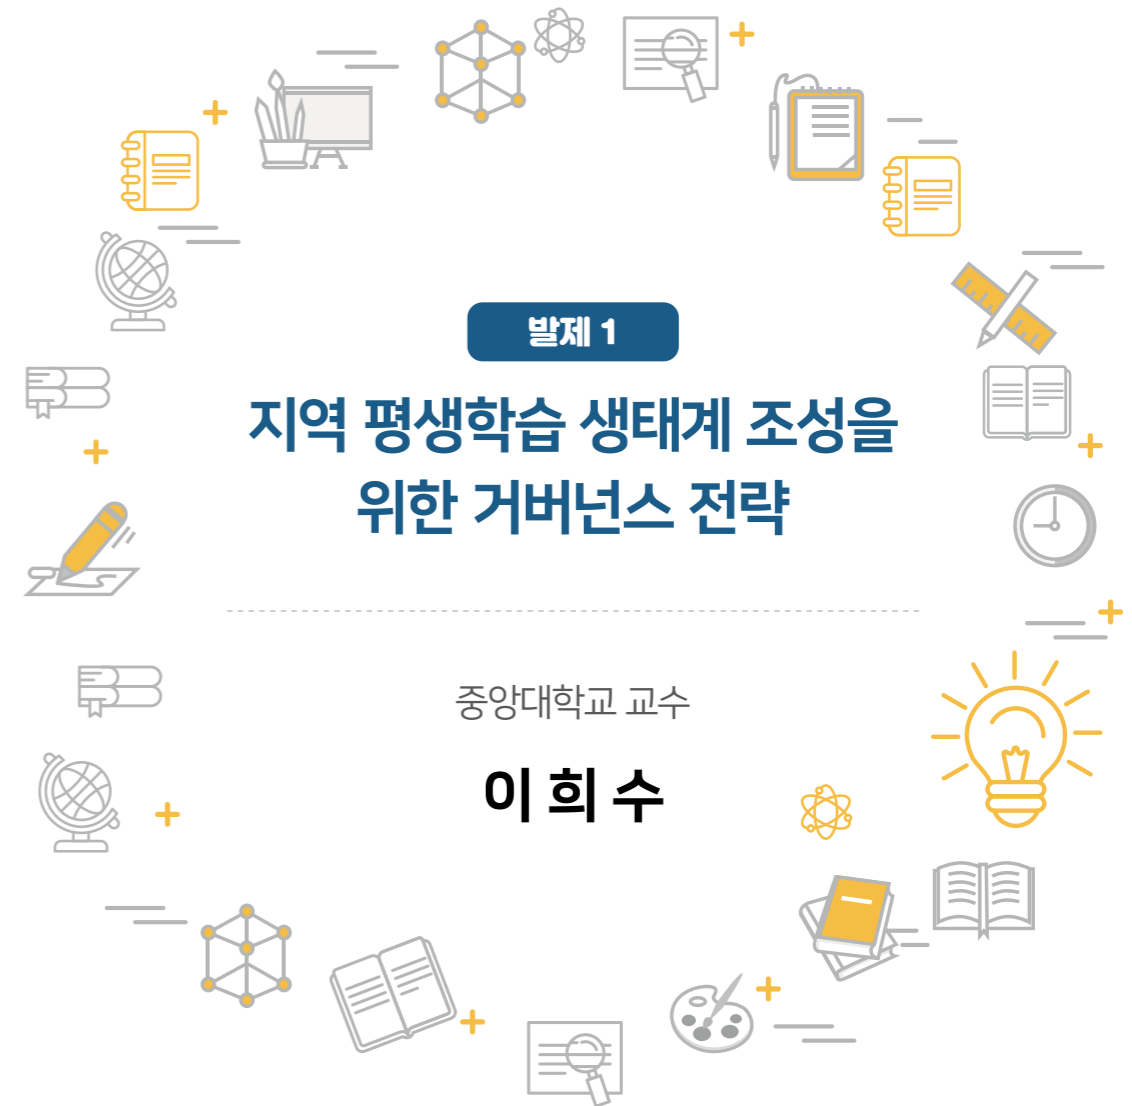 발제 1
지역 평생학습 생태계 조성을
위한 거버넌스 전략
중앙대학교 교수
이 희 수